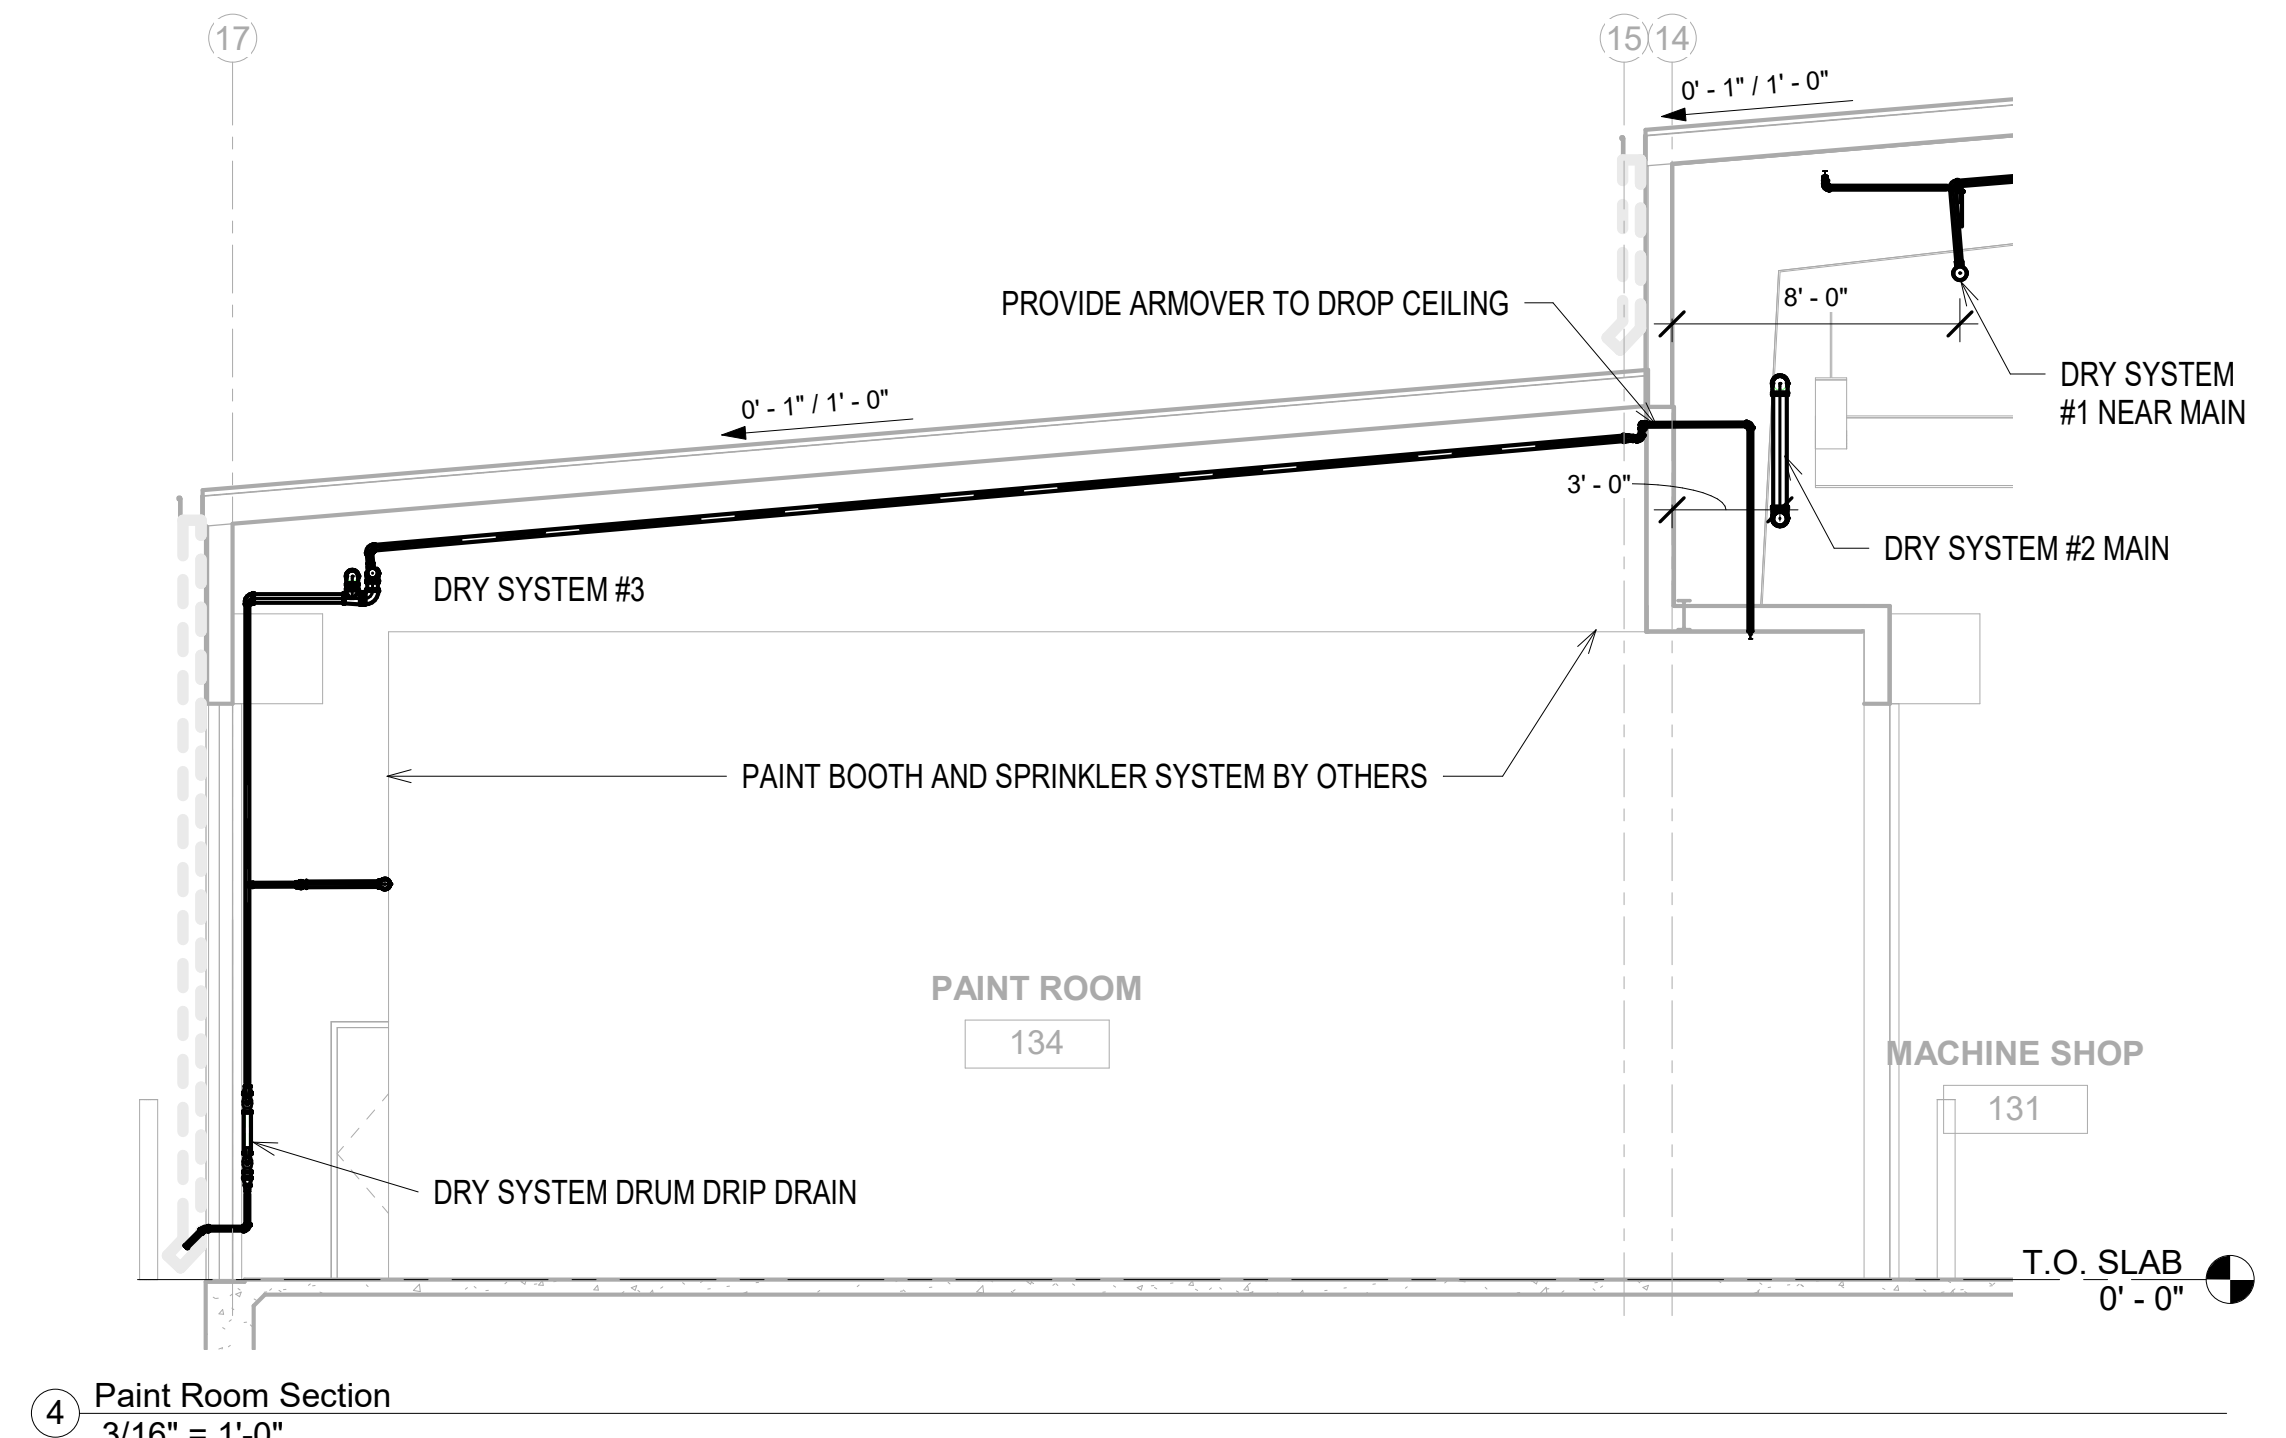 17
15
14
0' - 1" / 1' - 0"
PROVIDE ARMOVER TO DROP CEILING
8' - 0"
DRY SYSTEM
#1 NEAR MAIN
0' - 1" / 1' - 0"
3' - 0"
DRY SYSTEM #2 MAIN
DRY SYSTEM #3
PAINT BOOTH AND SPRINKLER SYSTEM BY OTHERS
PAINT ROOM
134
MACHINE SHOP
131
DRY SYSTEM DRUM DRIP DRAIN
T.O. SLAB
0' - 0"
4
Paint Room Section
3/16" = 1'-0"